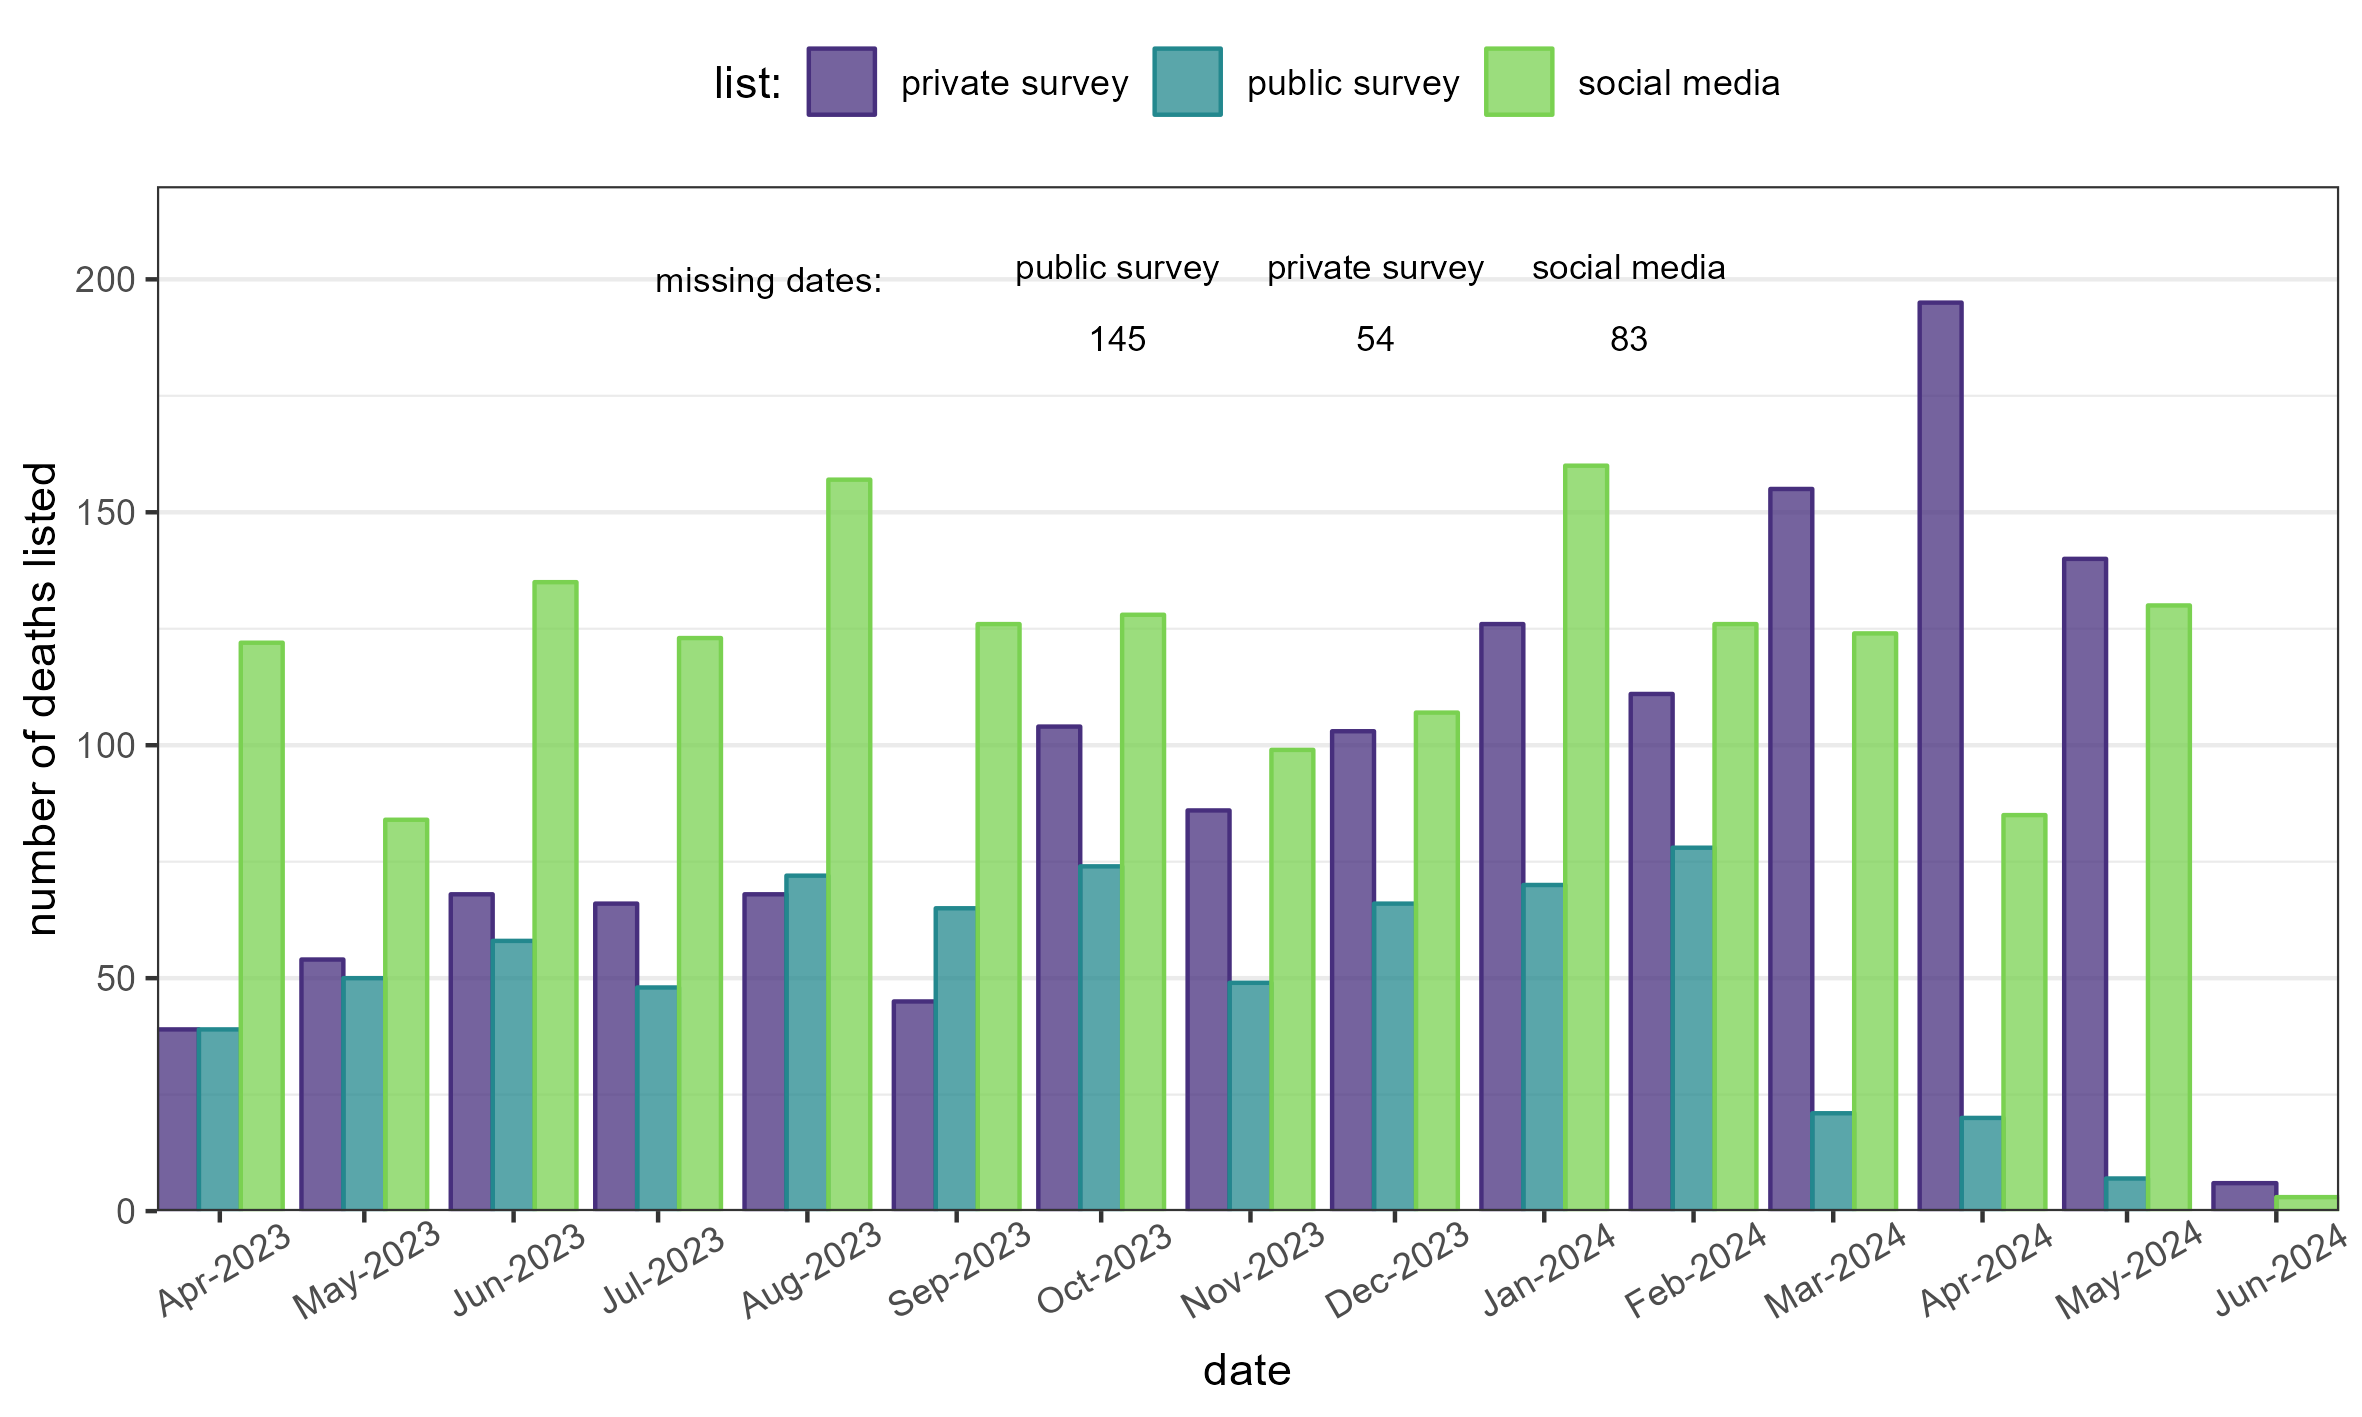 list: private survey public survey social media
missing dates: public survey private survey social media
145 54 83
number of deaths listed
200
150
100
50
0
Apr-2023 May-2023 Jun-2023 Jul-2023 Aug-2023 Sep-2023 Oct-2023 Nov-2023 Dec-2023 Jan-2024 Feb-2024 Mar-2024 Apr-2024 May-2024 Jun-2024
date